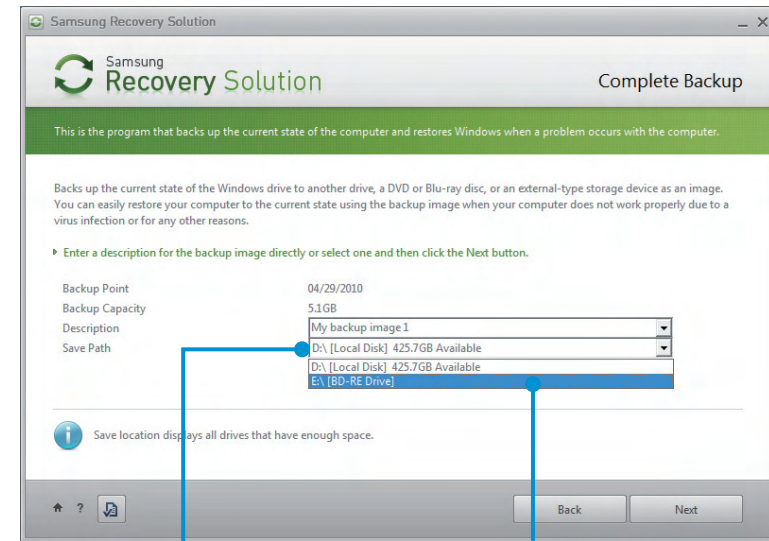 Samsung Recovery Solution
Samsung
Recovery Solution
Complete Backup
This is the program that backs up the current state of the computer and restores Windows when a problem occurs with the computer.
Backs up the current state of the Windows drive to another drive, a DVD or Blu-ray disc, or an external-type storage device as an image.
You can easily restore your computer to the current state using the backup image when your computer does not work properly due to a
virus infection or for any other reasons.
Enter a description for the backup image directly or select one and then click the Next button.
Backup Point 04/29/2010
Backup Capacity 5.1GB
Description My backup image 1
Save Path D:\ [Local Disk] 425.7GB Available
D:\ [Local Disk] 425.7GB Available
E:\ [BD-RE Drive]
Save location displays all drives that have enough space.
?
Back
Next